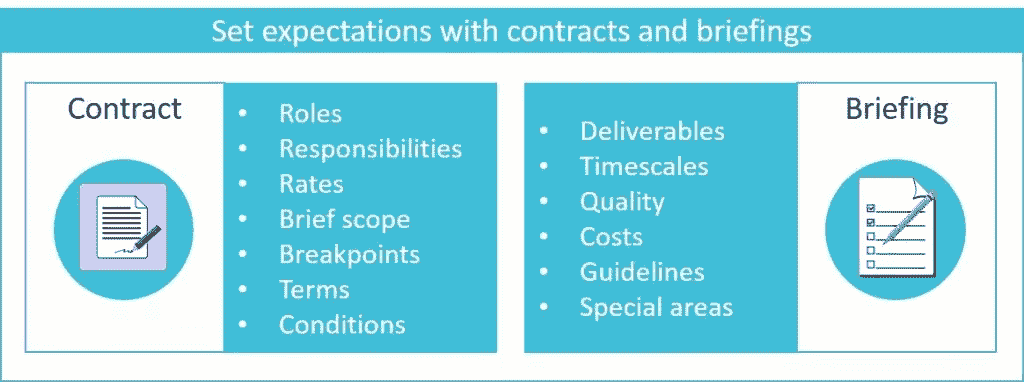 Set expectations with contracts and briefings
Contract
• Roles
• Responsibilities
• Rates
• Brief scope
• Breakpoints
• Terms
• Conditions
• Deliverables
• Timescales
• Quality
• Costs
• Guidelines
• Special areas
Briefing